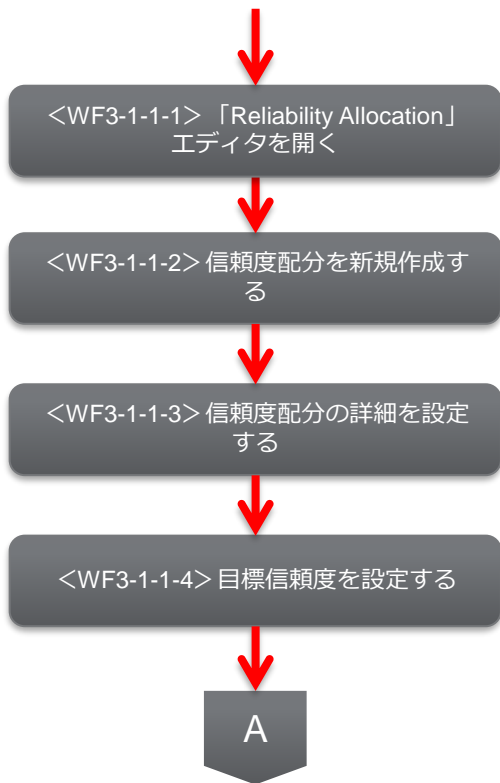 ＜WF3-1-1-1＞「Reliability Allocation」
エディタを開く
＜WF3-1-1-2＞信頼度配分を新規作成す
る
＜WF3-1-1-3＞信頼度配分の詳細を設定
する
＜WF3-1-1-4＞目標信頼度を設定する
A